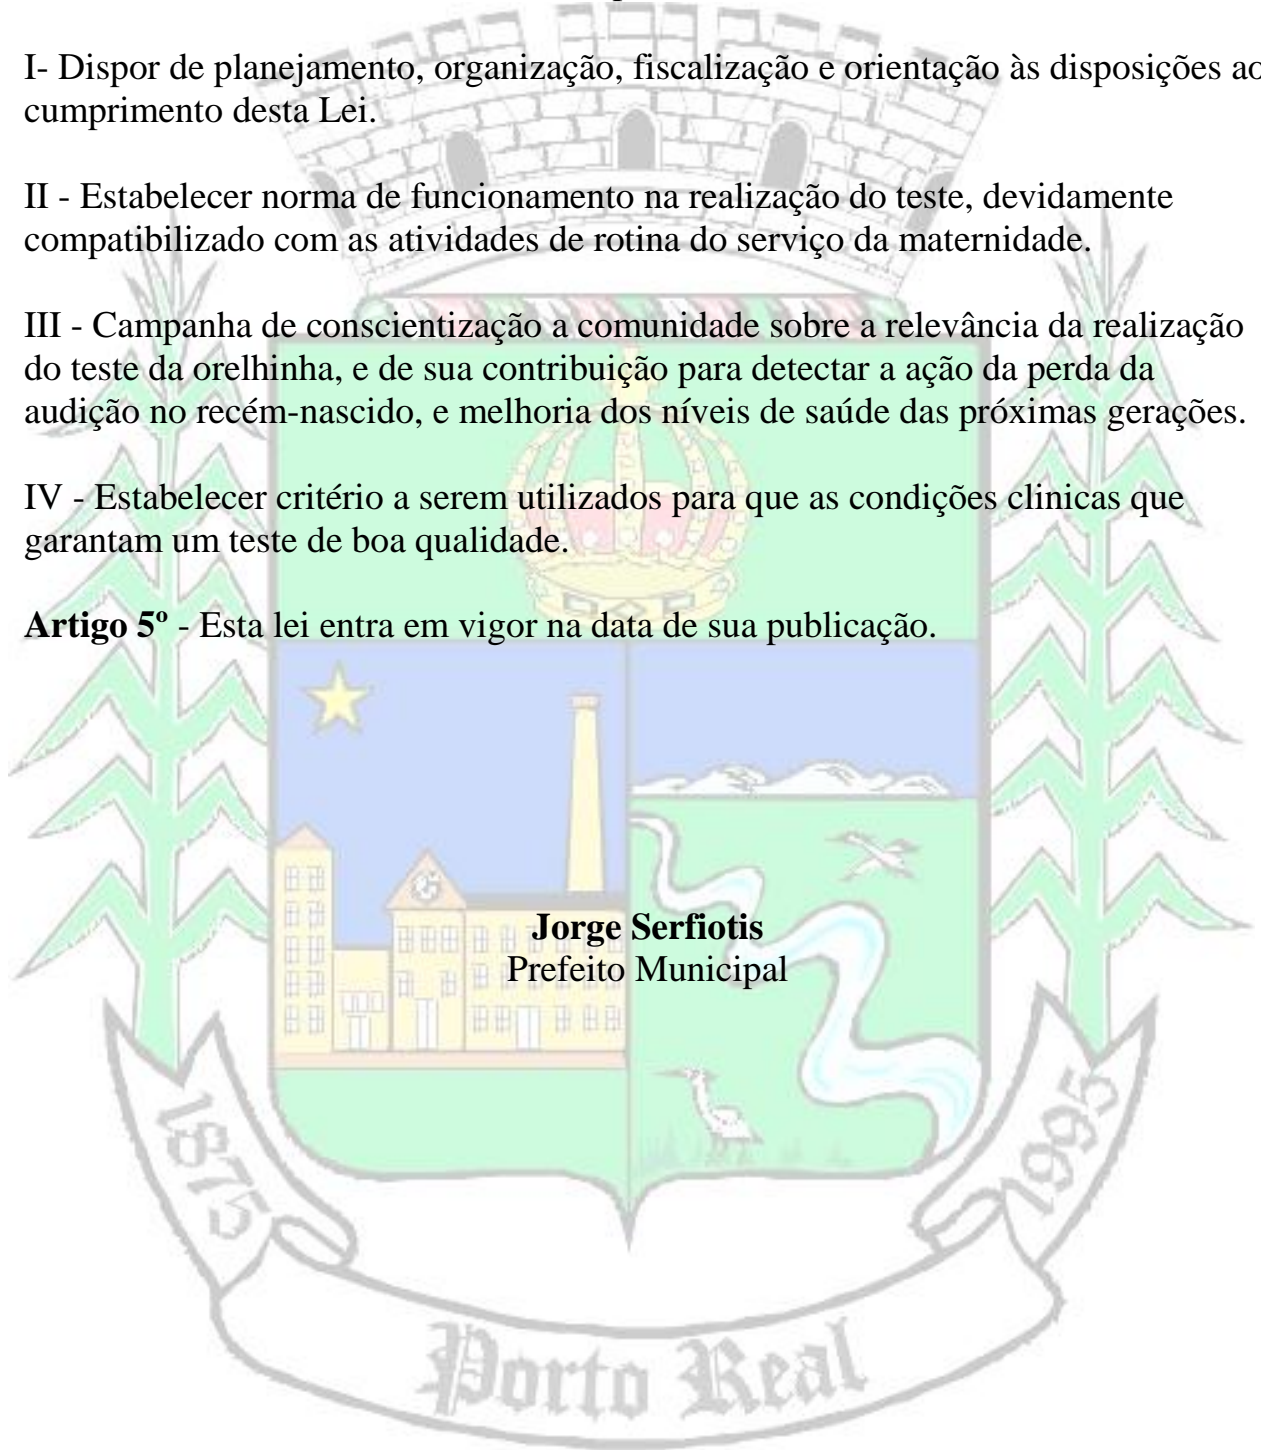 I- Dispor de planejamento, organização, fiscalização e orientação às disposições ao
cumprimento desta Lei.
II - Estabelecer norma de funcionamento na realização do teste, devidamente
compatibilizado com as atividades de rotina do serviço da maternidade.
III - Campanha de conscientização a comunidade sobre a relevância da realização
do teste da orelhinha, e de sua contribuição para detectar a ação da perda da
audição no recém-nascido, e melhoria dos níveis de saúde das próximas gerações.
IV - Estabelecer critério a serem utilizados para que as condições clinicas que
garantam um teste de boa qualidade.
Artigo 5º - Esta lei entra em vigor na data de sua publicação.
Jorge Serfiotis
Prefeito Municipal
1875
1995
Porto Real